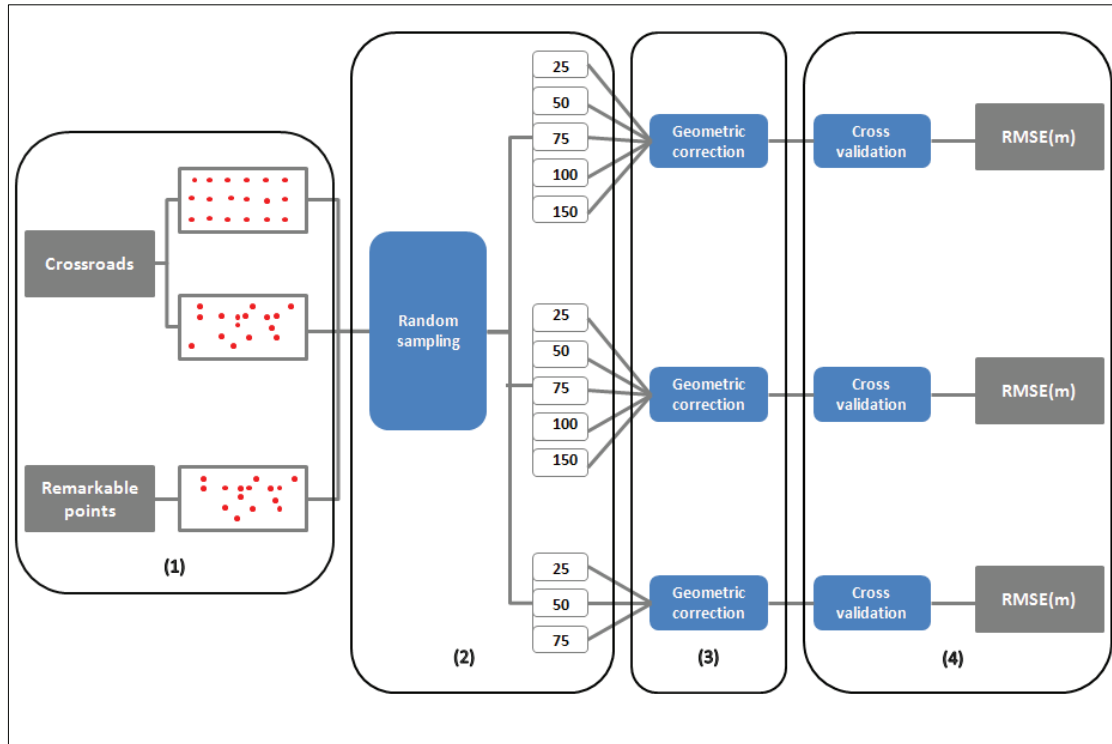 Crossroads
Remarkable
points
(1)
Random
sampling
25
50
75
100
150
25
50
75
100
150
25
50
75
(2)
Geometric
correction
Geometric
correction
Geometric
correction
(3)
Cross
validation
RMSE(m)
Cross
validation
RMSE(m)
Cross
validation
RMSE(m)
(4)